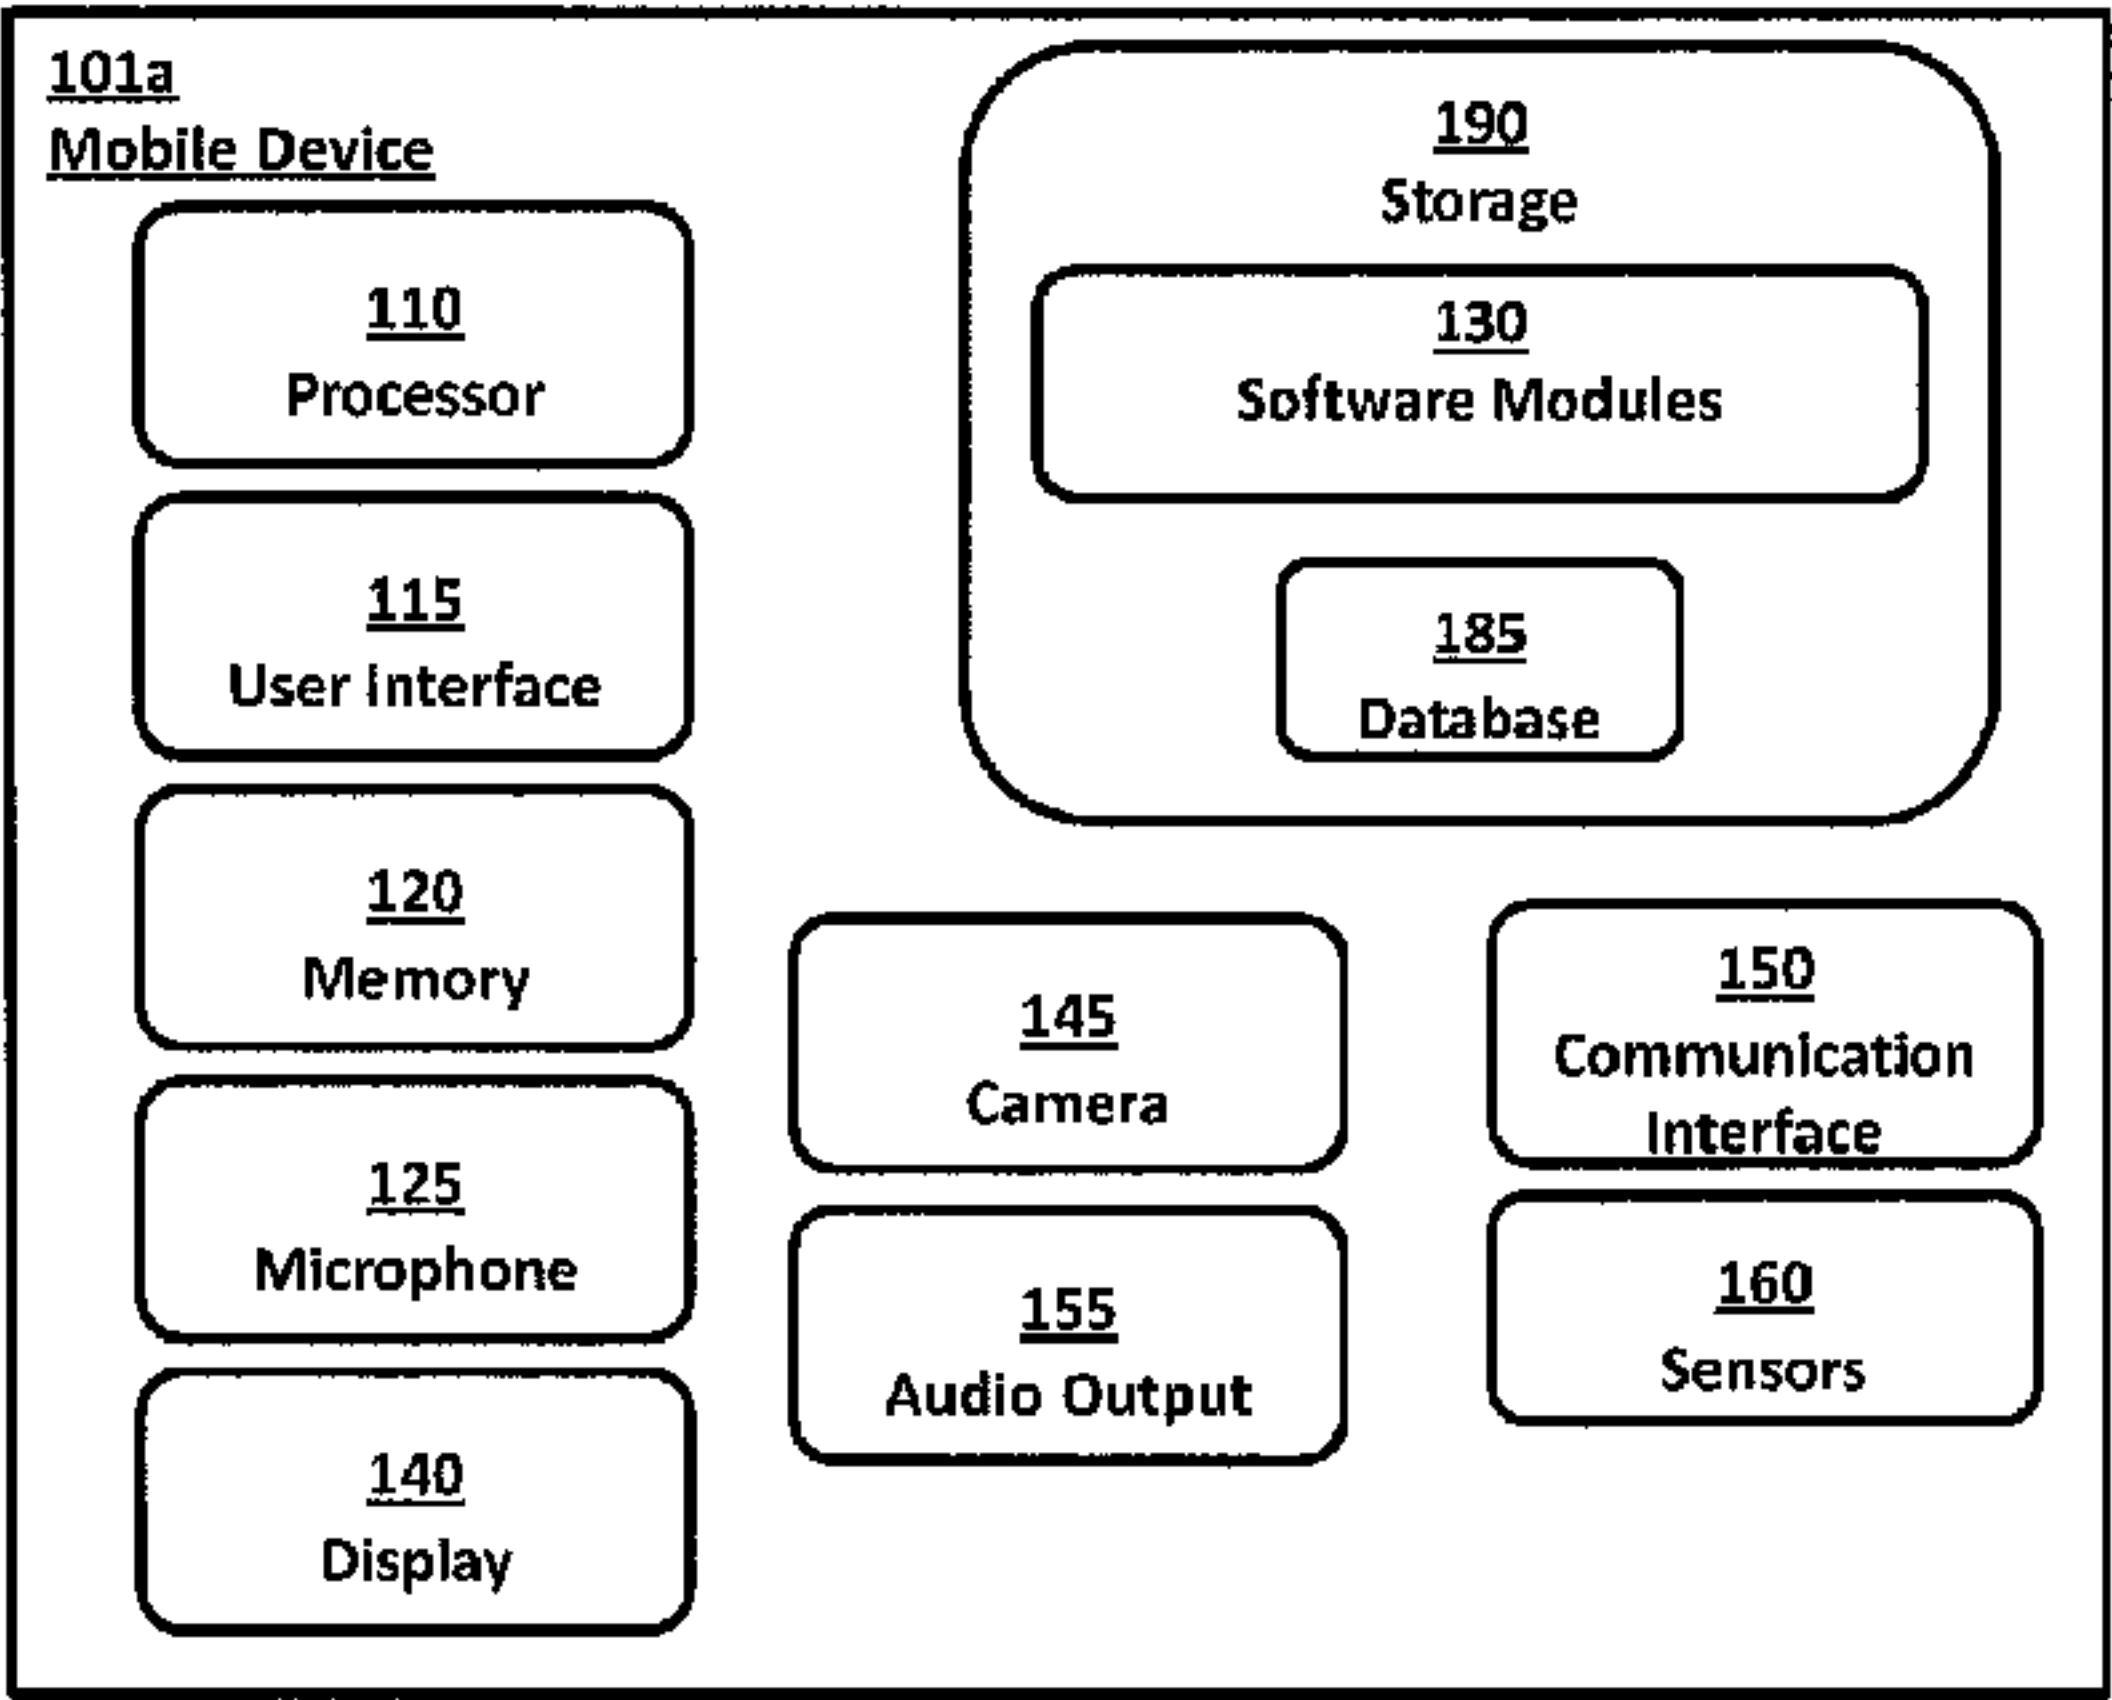 101a
Mobile Device
110
Processor
115
User Interface
120
Memory
125
Microphone
140
Display
190
Storage
130
Software Modules
185
Database
145
Camera
155
Audio Output
150
Communication
Interface
160
Sensors